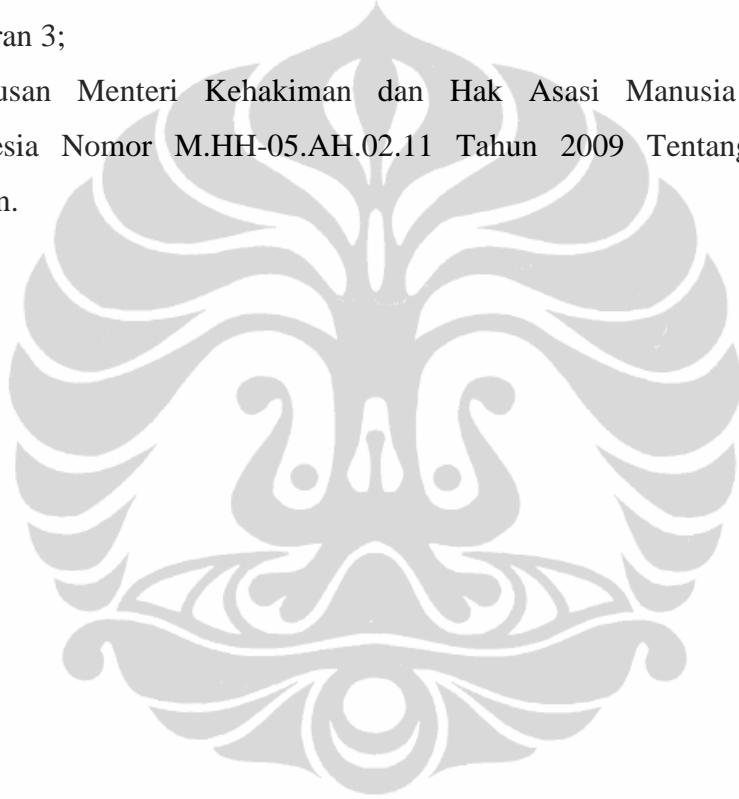 ran 3;
usan Menteri Kehakiman dan Hak Asasi Manusia
esia Nomor M.HH-05.AH.02.11 Tahun 2009 Tentang
n.